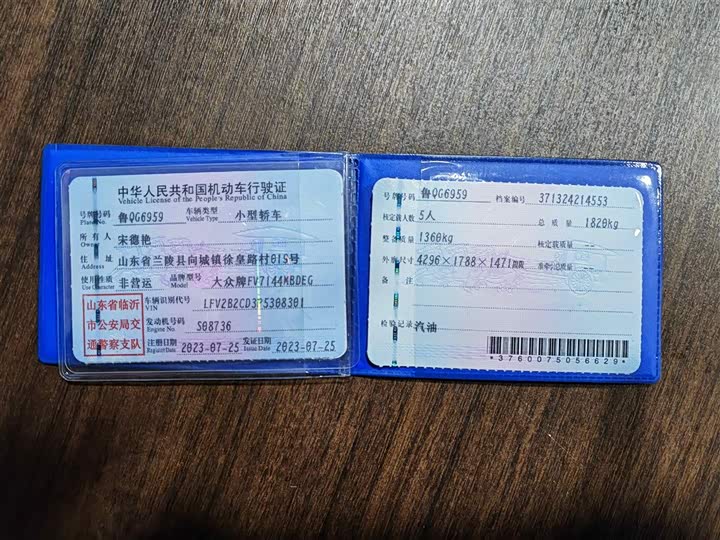 中华人民共和国机动车行驶证
Vehicle License of the People's Republic of China
号牌号码 鲁QG6959 车辆类型 小型轿车
Plate No. Vehicle Type
所有人 宋德艳
Owner
住址 山东省兰陵县向城镇徐皇路村015号
Address
使用性质 非营运 品牌型号 大众牌FV7144MBDEG
Use Character Model
山东省临沂市公安局交通警察支队
车辆识别代号
VIN
发动机号码 S08736
Engine No.
注册日期 2023-07-25 发证日期 2023-07-25
Register Date Issue Date
号牌号码 鲁QG6959 档案编号 371324214553
核定载人数 5人 总质量 1820kg
整备质量 1360kg 核定载质量 --
外廓尺寸 4296×1788×1471mm 准牵引总质量 --
备注
检验记录 汽油
*3760075056629*